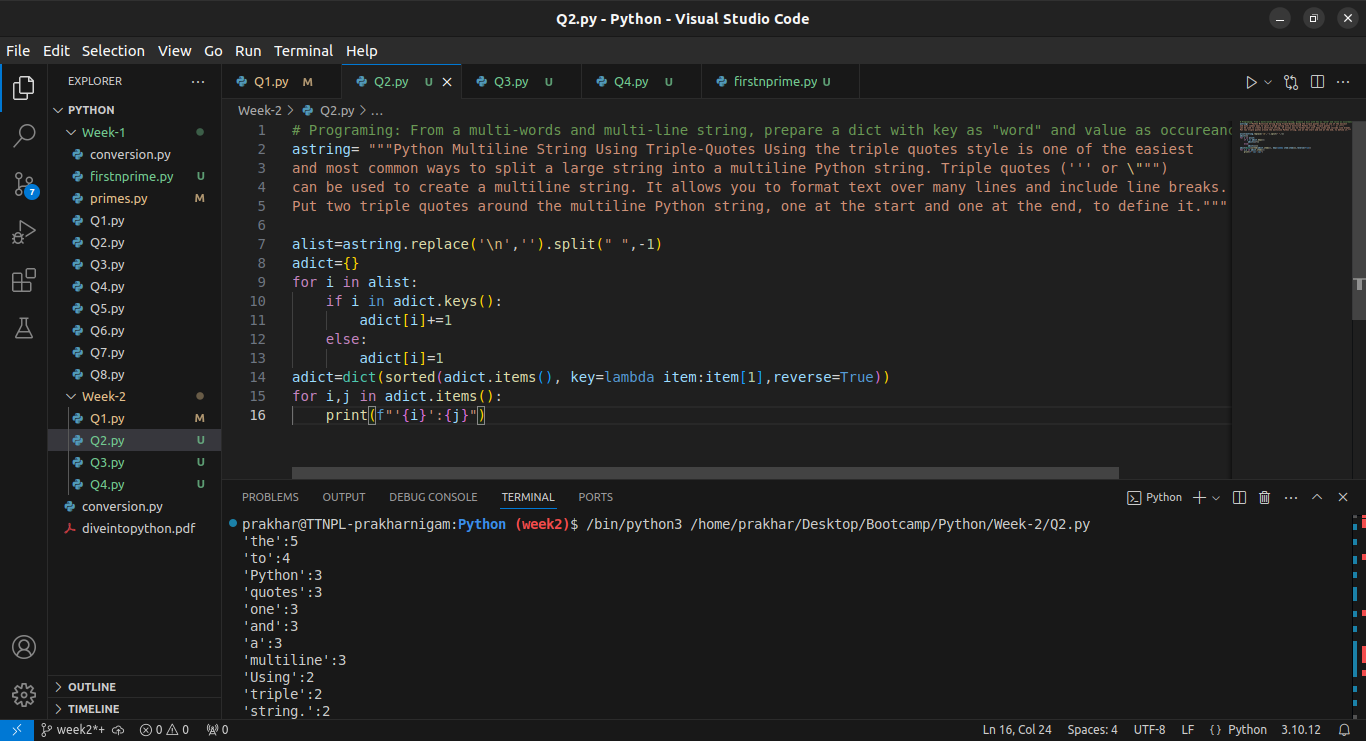 Q2.py - Python - Visual Studio Code
File Edit Selection View Go Run Terminal Help
EXPLORER
PYTHON
Week-1
conversion.py
firstnprime.py U
primes.py M
Q1.py
Q2.py
Q3.py
Q4.py
Q5.py
Q6.py
Q7.py
Q8.py
Week-2
Q1.py M
Q2.py U
Q3.py U
Q4.py U
conversion.py
diveintopython.pdf
OUTLINE
TIMELINE
Q1.py M Q2.py U Q3.py U Q4.py U firstnprime.py U
Week-2 > Q2.py > ...
1 # Programing: From a multi-words and multi-line string, prepare a dict with key as "word" and value as occureanc
2 astring= """Python Multiline String Using Triple-Quotes Using the triple quotes style is one of the easiest
3 and most common ways to split a large string into a multiline Python string. Triple quotes (''' or \""")
4 can be used to create a multiline string. It allows you to format text over many lines and include line breaks.
5 Put two triple quotes around the multiline Python string, one at the start and one at the end, to define it."""
6
7 alist=astring.replace('\n','').split(" ",-1)
8 adict={}
9 for i in alist:
10     if i in adict.keys():
11         adict[i]+=1
12     else:
13         adict[i]=1
14 adict=dict(sorted(adict.items(), key=lambda item:item[1],reverse=True))
15 for i,j in adict.items():
16     print(f"'{i}':{j}")
PROBLEMS OUTPUT DEBUG CONSOLE TERMINAL PORTS Python
prakhar@TTNPL-prakharnigam:Python (week2)$ /bin/python3 /home/prakhar/Desktop/Bootcamp/Python/Week-2/Q2.py
'the':5
'to':4
'Python':3
'quotes':3
'one':3
'and':3
'a':3
'multiline':3
'Using':2
'triple':2
'string.':2
7
week2*+ 0 0 0 Ln 16, Col 24 Spaces: 4 UTF-8 LF {} Python 3.10.12